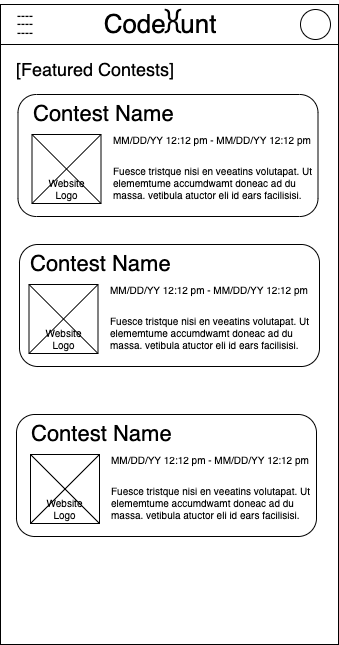 CodeHunt
[Featured Contests]
Contest Name
MM/DD/YY 12:12 pm - MM/DD/YY 12:12 pm
Website
Logo
Fuesce tristque nisi en veeatins volutapat. Ut
elememtume accumdwamt doneac ad du
massa. vetibula atuctor eli id ears facilisisi.
Contest Name
MM/DD/YY 12:12 pm - MM/DD/YY 12:12 pm
Website
Logo
Fuesce tristque nisi en veeatins volutapat. Ut
elememtume accumdwamt doneac ad du
massa. vetibula atuctor eli id ears facilisisi.
Contest Name
MM/DD/YY 12:12 pm - MM/DD/YY 12:12 pm
Website
Logo
Fuesce tristque nisi en veeatins volutapat. Ut
elememtume accumdwamt doneac ad du
massa. vetibula atuctor eli id ears facilisisi.